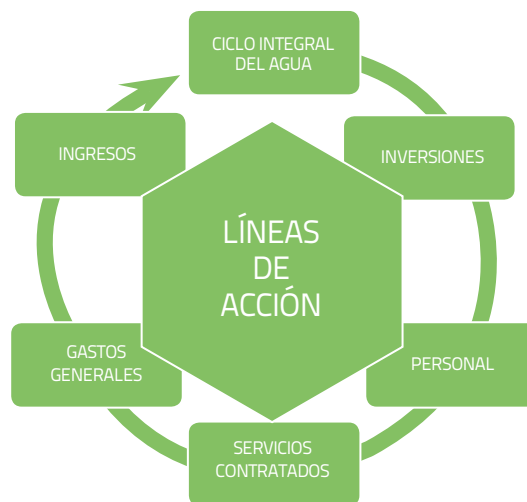 CICLO INTEGRAL
DEL AGUA
INGRESOS
INVERSIONES
LÍNEAS
DE
ACCIÓN
GASTOS
GENERALES
PERSONAL
SERVICIOS
CONTRATADOS